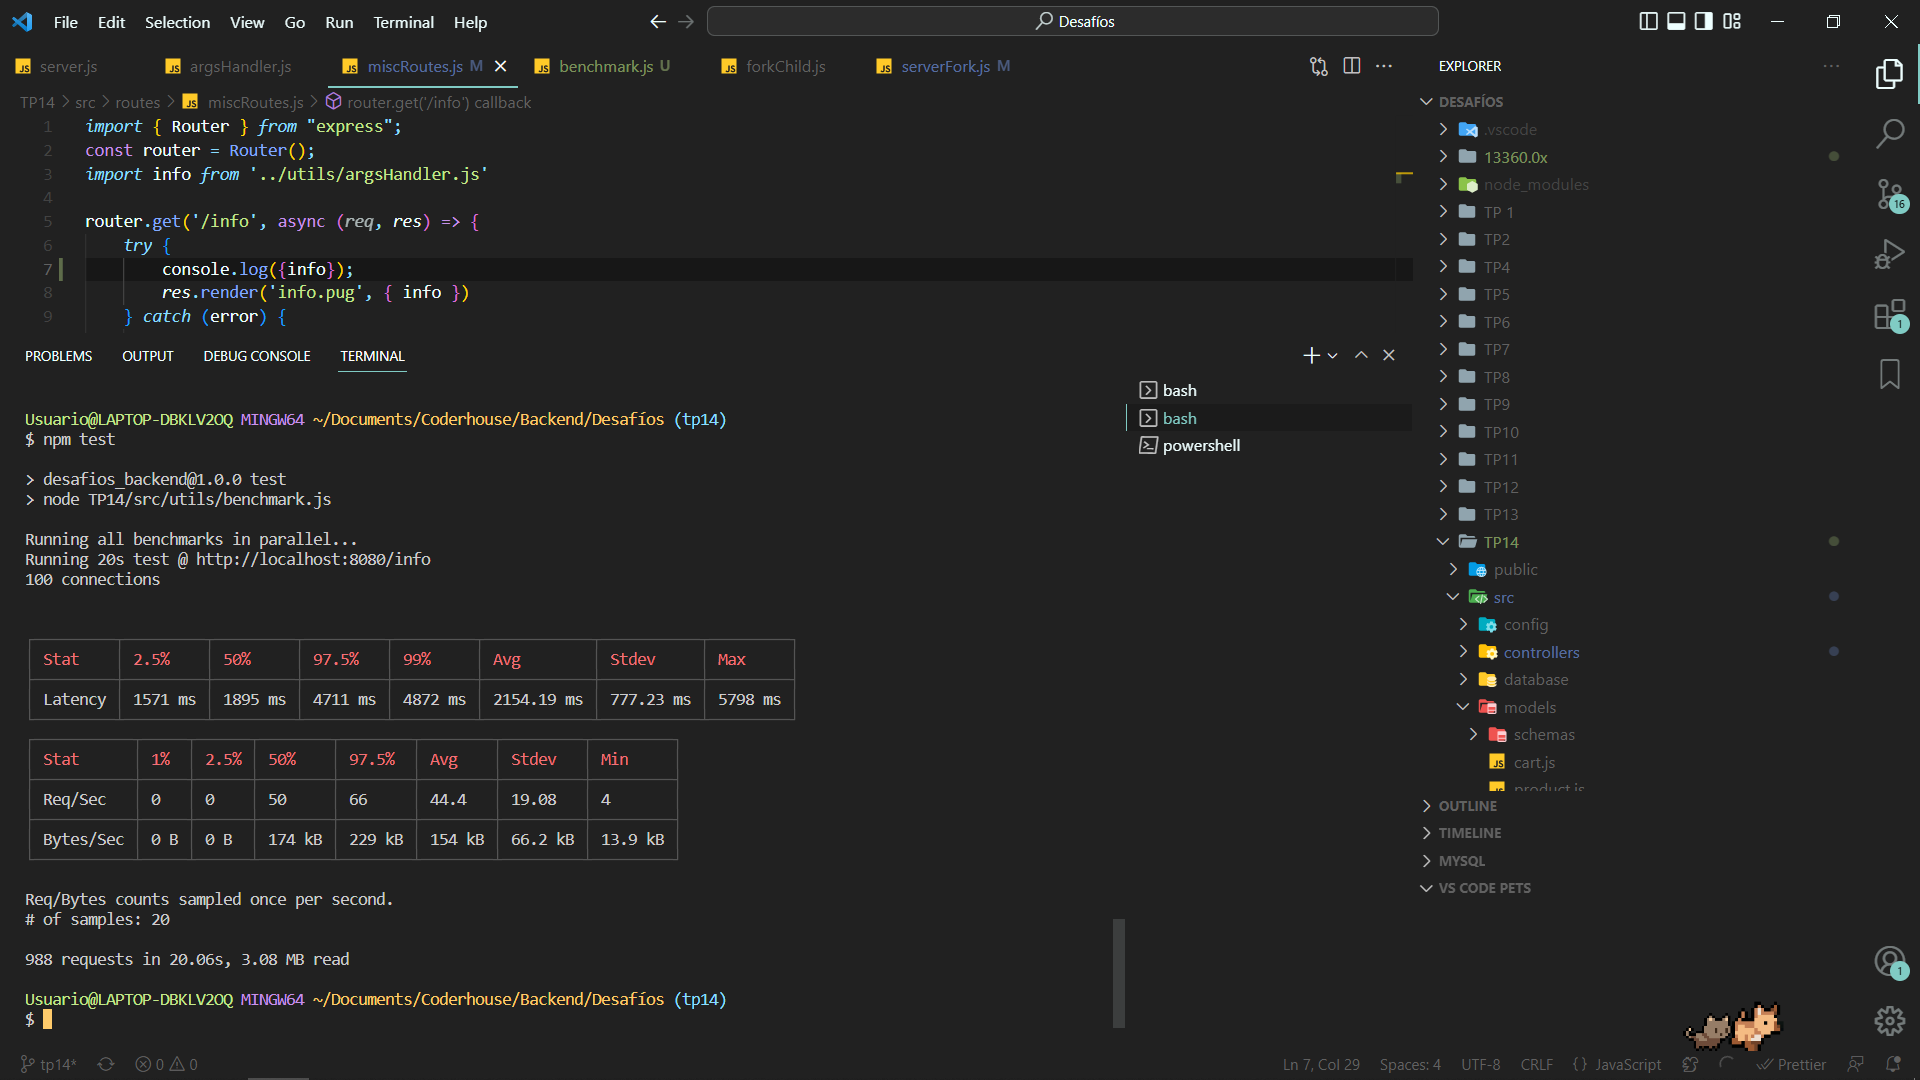 File Edit Selection View Go Run Terminal Help
Desafíos
JS server.js JS argsHandler.js JS miscRoutes.js M JS benchmark.js U JS forkChild.js JS serverFork.js M
TP14 > src > routes > JS miscRoutes.js > router.get('/info') callback
1 import { Router } from "express";
2 const router = Router();
3 import info from '../utils/argsHandler.js'
4
5 router.get('/info', async (req, res) => {
6 try {
7 console.log({info});
8 res.render('info.pug', { info })
9 } catch (error) {
PROBLEMS OUTPUT DEBUG CONSOLE TERMINAL
bash
bash
powershell
Usuario@LAPTOP-DBKLV2OQ MINGW64 ~/Documents/Coderhouse/Backend/Desafíos (tp14)
$ npm test
> desafios_backend@1.0.0 test
> node TP14/src/utils/benchmark.js
Running all benchmarks in parallel...
Running 20s test @ http://localhost:8080/info
100 connections
Stat 2.5% 50% 97.5% 99% Avg Stdev Max
Latency 1571 ms 1895 ms 4711 ms 4872 ms 2154.19 ms 777.23 ms 5798 ms
Stat 1% 2.5% 50% 97.5% Avg Stdev Min
Req/Sec 0 0 50 66 44.4 19.08 4
Bytes/Sec 0 B 0 B 174 kB 229 kB 154 kB 66.2 kB 13.9 kB
Req/Bytes counts sampled once per second.
# of samples: 20
988 requests in 20.06s, 3.08 MB read
Usuario@LAPTOP-DBKLV2OQ MINGW64 ~/Documents/Coderhouse/Backend/Desafíos (tp14)
$
EXPLORER
DESAFÍOS
.vscode
13360.0x
node_modules
TP 1
TP2
TP4
TP5
TP6
TP7
TP8
TP9
TP10
TP11
TP12
TP13
TP14
public
src
config
controllers
database
models
schemas
JS cart.js
JS product.js
OUTLINE
TIMELINE
MYSQL
VS CODE PETS
16
1
1
tp14* 0 0 Ln 7, Col 29 Spaces: 4 UTF-8 CRLF {} JavaScript Prettier